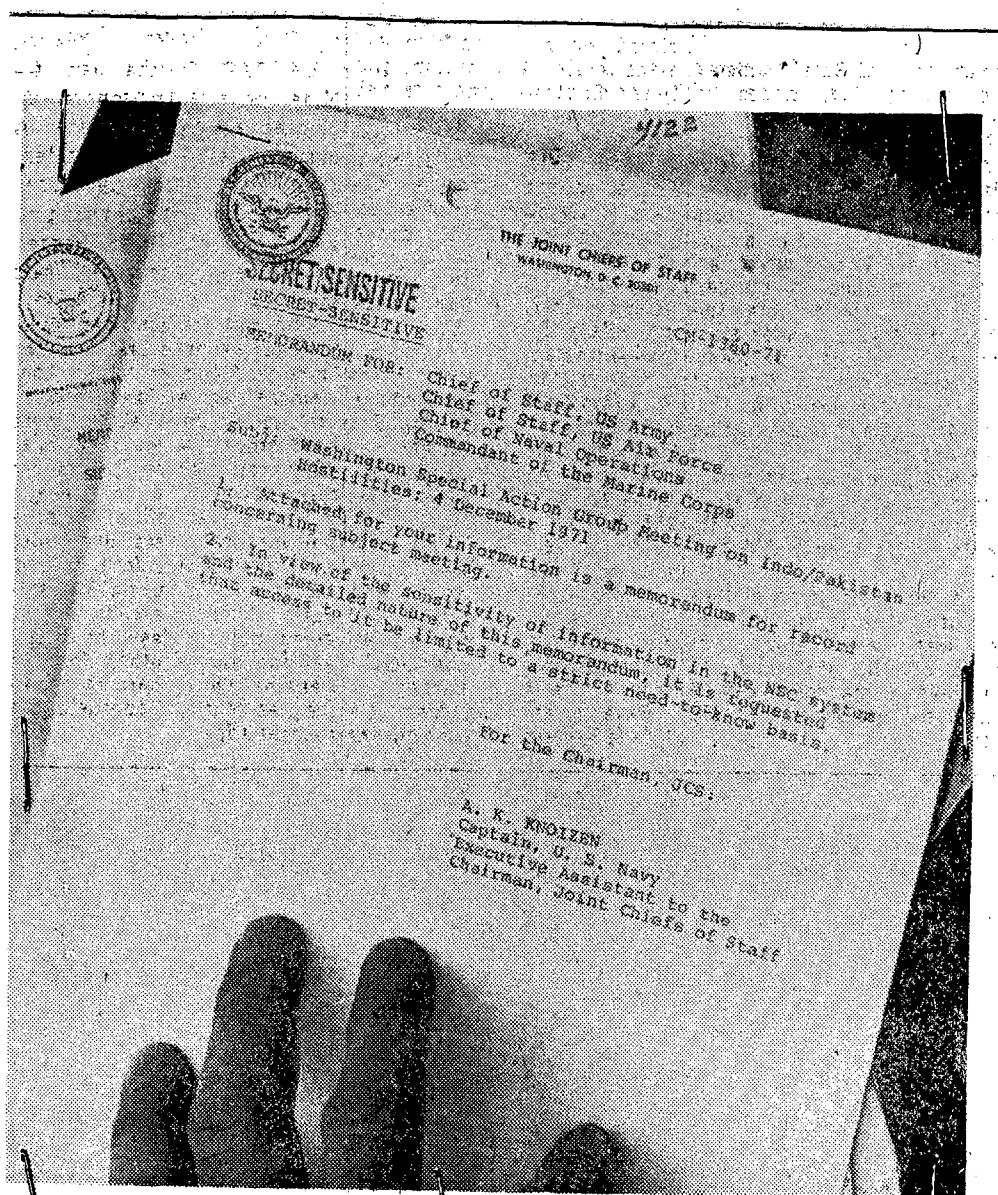 4122
THE JOINT CHIEFS OF STAFF
WASHINGTON, D.C. 20301
SECRET SENSITIVE
SECRET-SENSITIVE
CM-1340-71
MEMORANDUM FOR: Chief of Staff, US Army
Chief of Staff, US Air Force
Chief of Naval Operations
Commandant of the Marine Corps
Subj: Washington Special Action Group Meeting on Indo/Pakistan
Hostilities; 4 December 1971
1. Attached for your information is a memorandum for record
concerning subject meeting.
2. In view of the sensitivity of information in the NSC system
and the detailed nature of this memorandum, it is requested
that access to it be limited to a strict need-to-know basis.
For the Chairman, JCS:
A. K. KNOIZEN
Captain, U. S. Navy
Executive Assistant to the
Chairman, Joint Chiefs of Staff